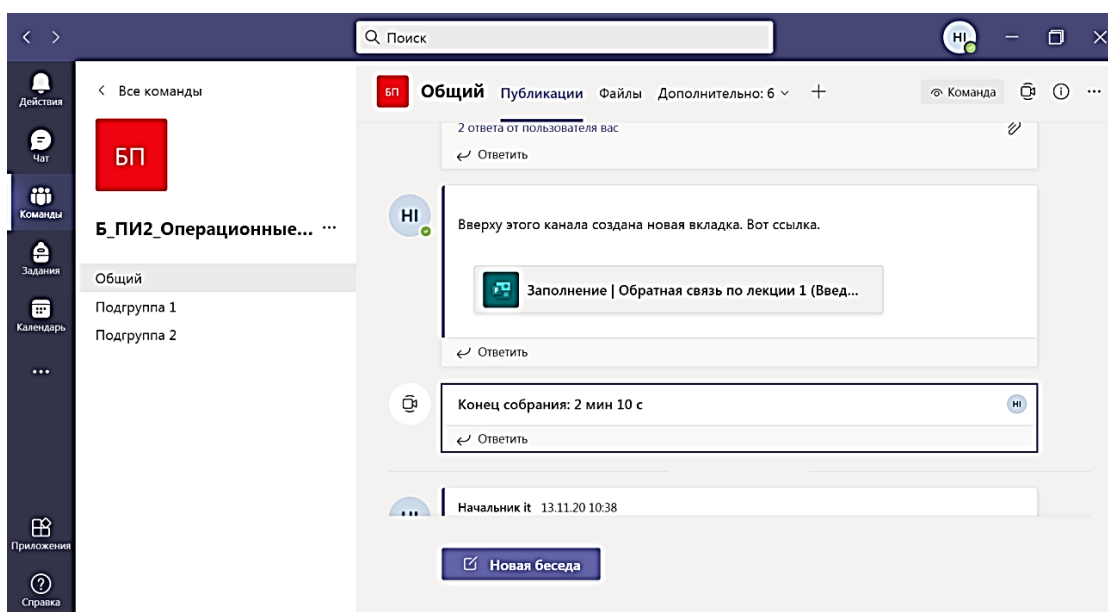 Поиск
HI
Действия
Чат
Команды
Задания
Календарь
Приложения
Справка
Все команды
БП
Б_ПИ2_Операционные... ...
Общий
Подгруппа 1
Подгруппа 2
БП Общий Публикации Файлы Дополнительно: 6 + Команда ...
2 ответа от пользователя вас
Ответить
HI
Вверху этого канала создана новая вкладка. Вот ссылка.
Заполнение | Обратная связь по лекции 1 (Введ...
Ответить
Конец собрания: 2 мин 10 с
HI
Ответить
Начальник it 13.11.20 10:38
Новая беседа